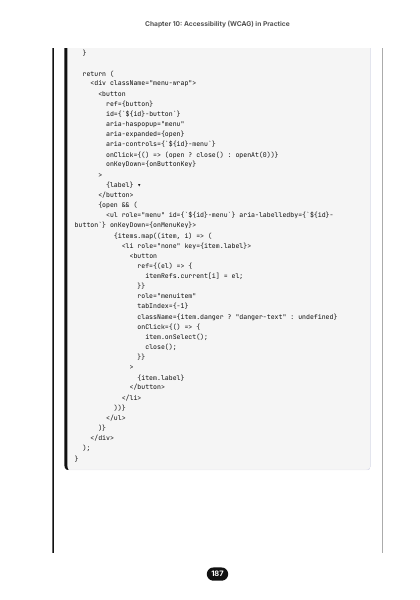 Chapter 10: Accessibility (WCAG) in Practice
  }

  return (
    <div className="menu-wrap">
      <button
        ref={button}
        id={`${id}-button`}
        aria-haspopup="menu"
        aria-expanded={open}
        aria-controls={`${id}-menu`}
        onClick={() => (open ? close() : openAt(0))}
        onKeyDown={onButtonKey}
      >
        {label} ▾
      </button>
      {open && (
        <ul role="menu" id={`${id}-menu`} aria-labelledby={`${id}-
button`} onKeyDown={onMenuKey}>
          {items.map((item, i) => (
            <li role="none" key={item.label}>
              <button
                ref={(el) => {
                  itemRefs.current[i] = el;
                }}
                role="menuitem"
                tabIndex={-1}
                className={item.danger ? "danger-text" : undefined}
                onClick={() => {
                  item.onSelect();
                  close();
                }}
              >
                {item.label}
              </button>
            </li>
          ))}
        </ul>
      )}
    </div>
  );
}
187